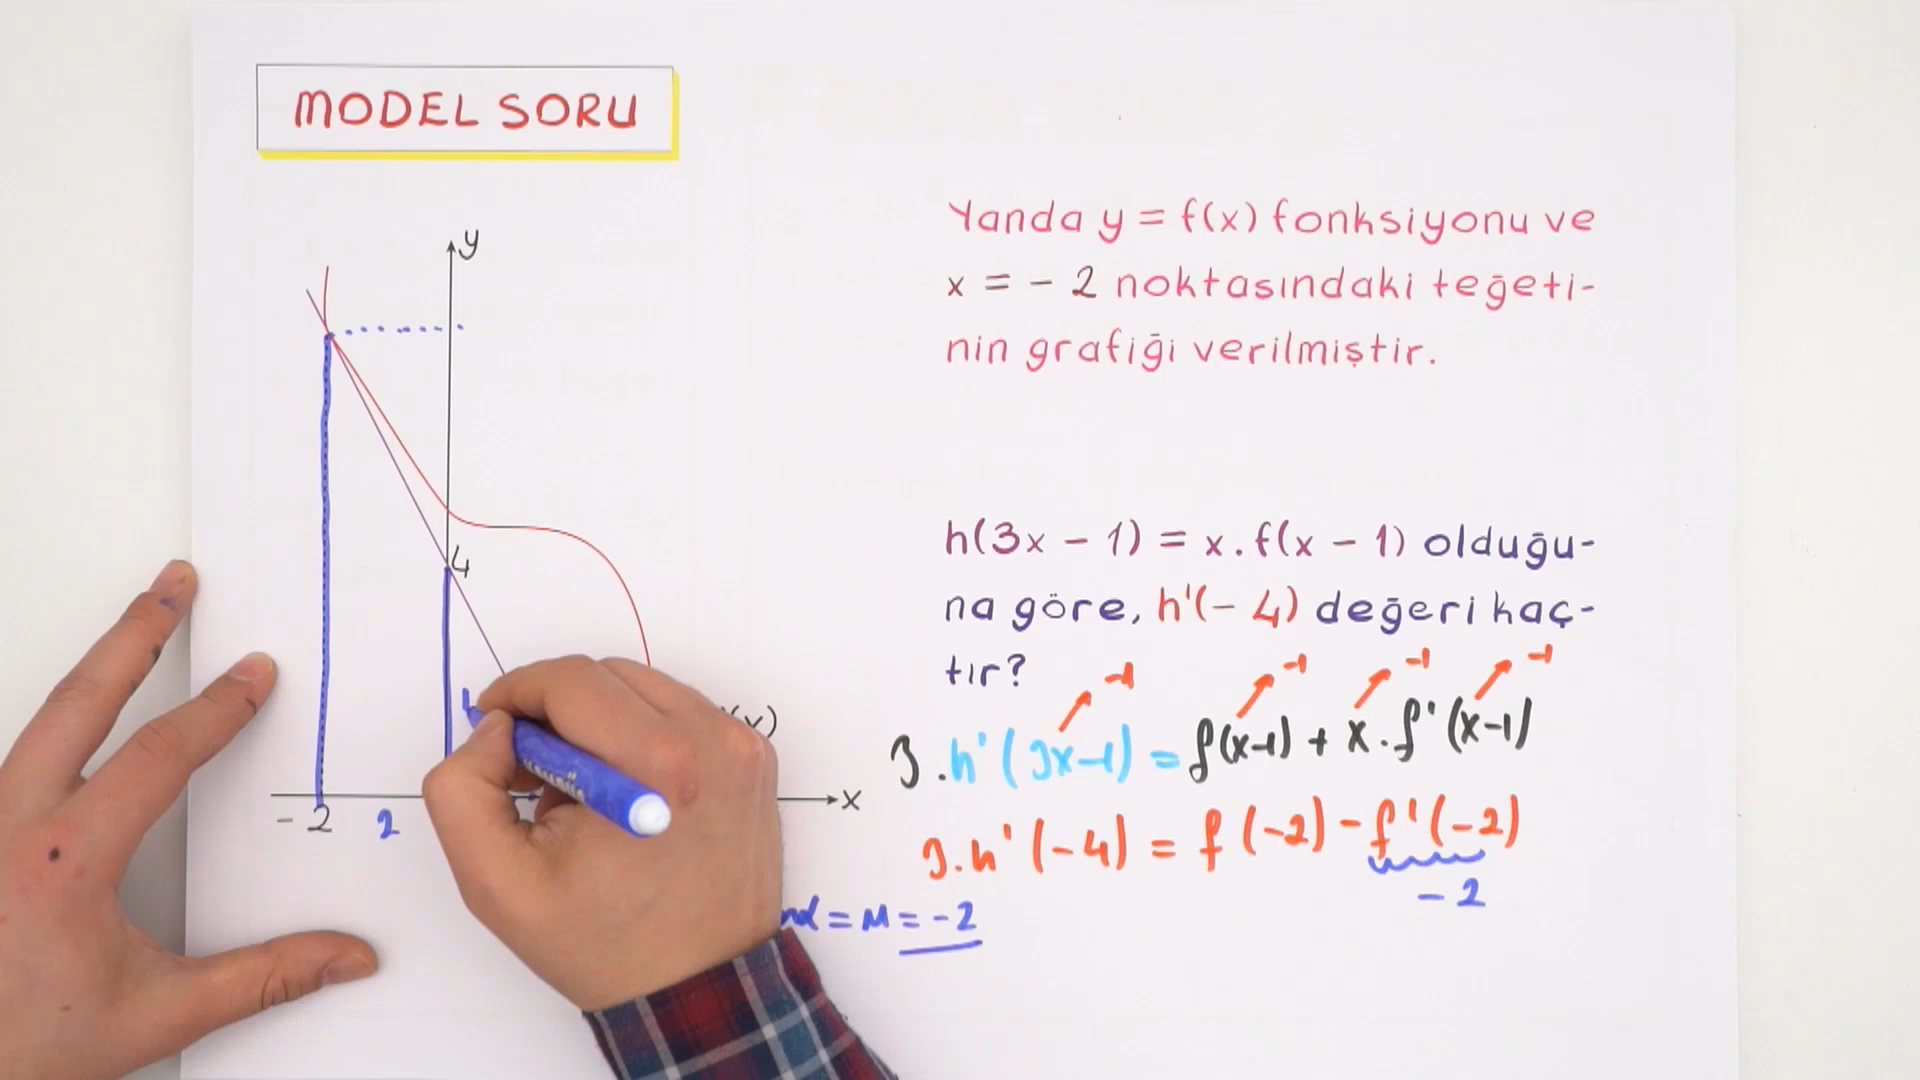 MODEL SORU
y
Yanda y = f(x) fonksiyonu ve
x = - 2 noktasındaki teğeti-
nin grafiği verilmiştir.
4
h(3x - 1) = x . f(x - 1) olduğu-
na göre, h'(- 4) değeri kaç-
tır?
-1 -1 -1 -1
3 . h' (3x-1) = f(x-1) + x . f' (x-1)
x
- 2 2
3.h' (-4) = f (-2) - f'(-2)
-2
= M = -2